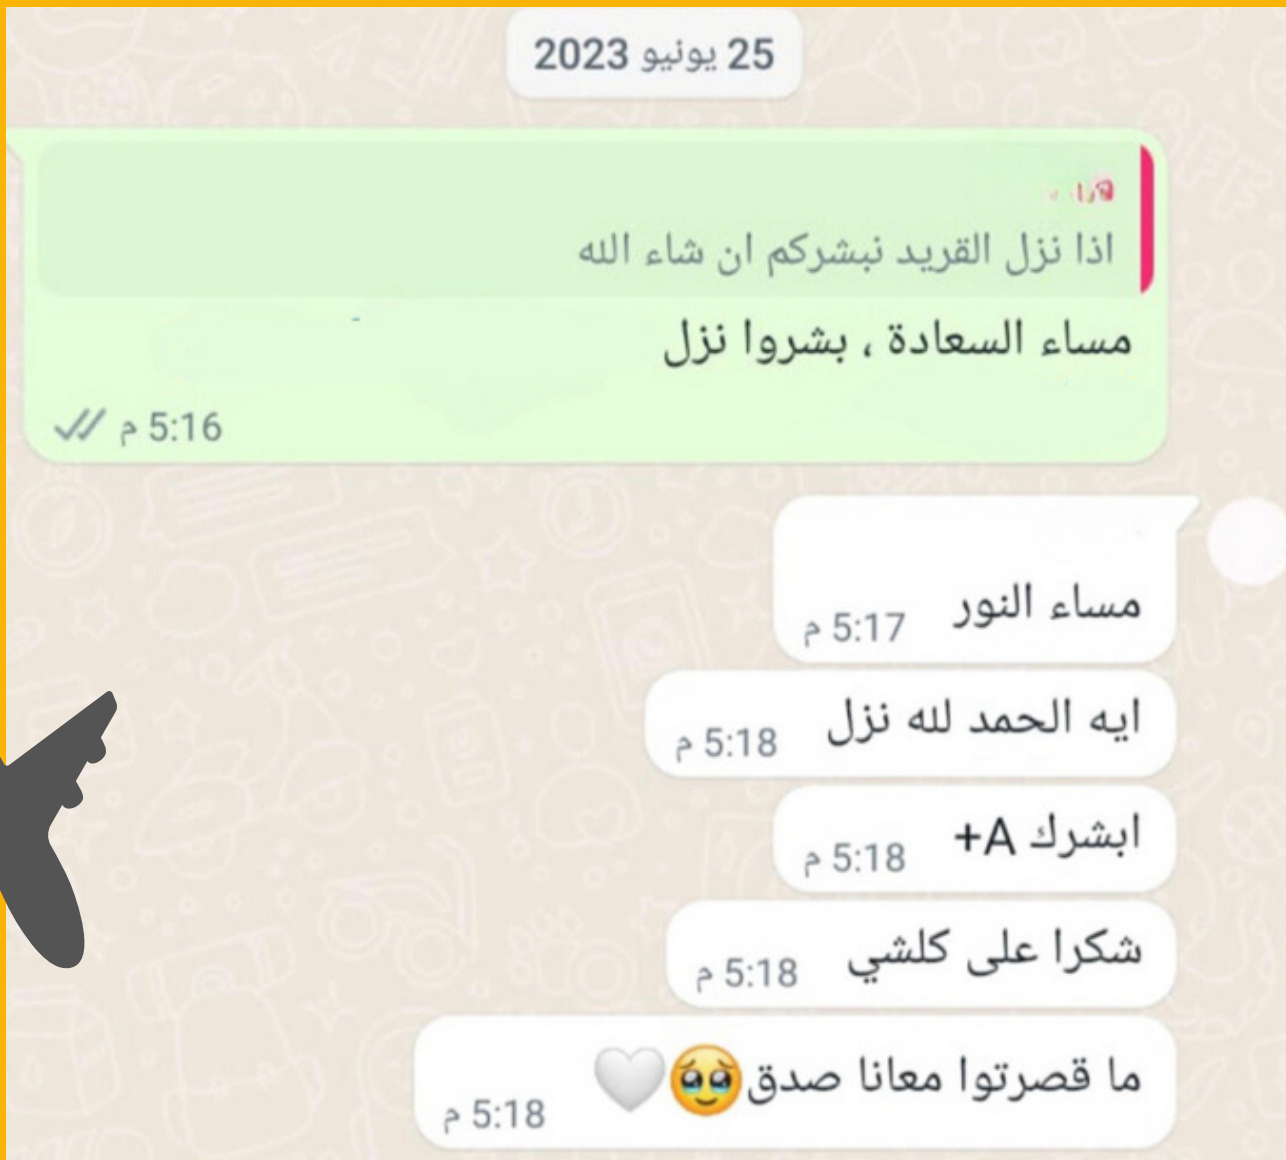 25 يونيو 2023
اذا نزل القريد نبشركم ان شاء الله
مساء السعادة ، بشروا نزل
5:16 م
مساء النور
5:17 م
ايه الحمد لله نزل
5:18 م
ابشرك A+
5:18 م
شكرا على كلشي
5:18 م
ما قصرتوا معانا صدق🥹🤍
5:18 م